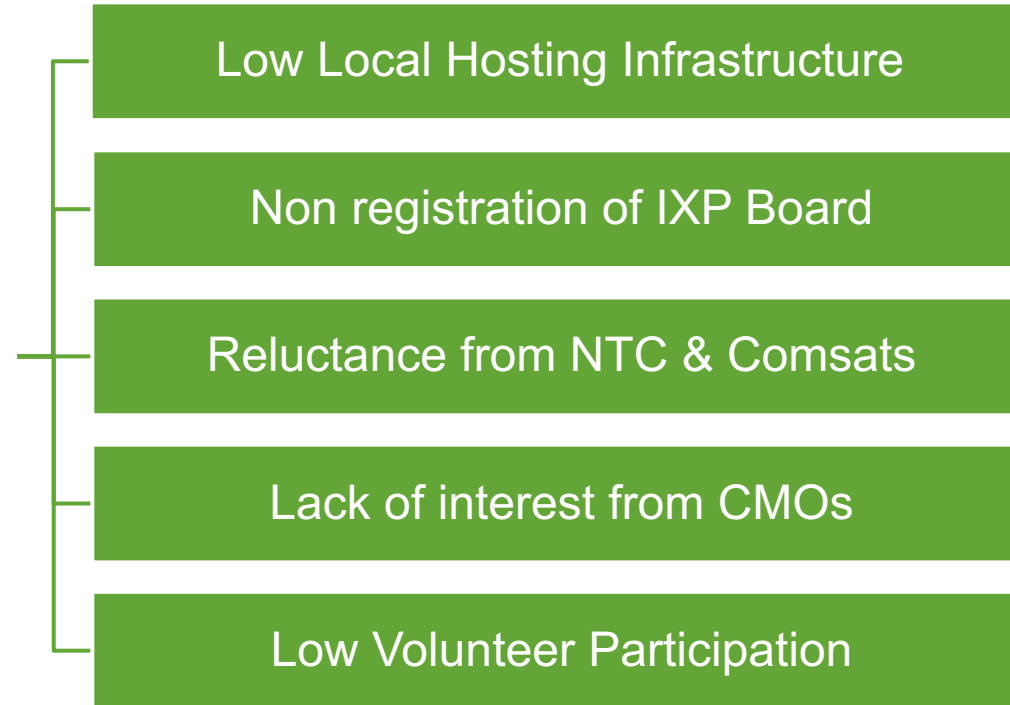 Low Local Hosting Infrastructure
Non registration of IXP Board
Reluctance from NTC & Comsats
Lack of interest from CMOs
Low Volunteer Participation